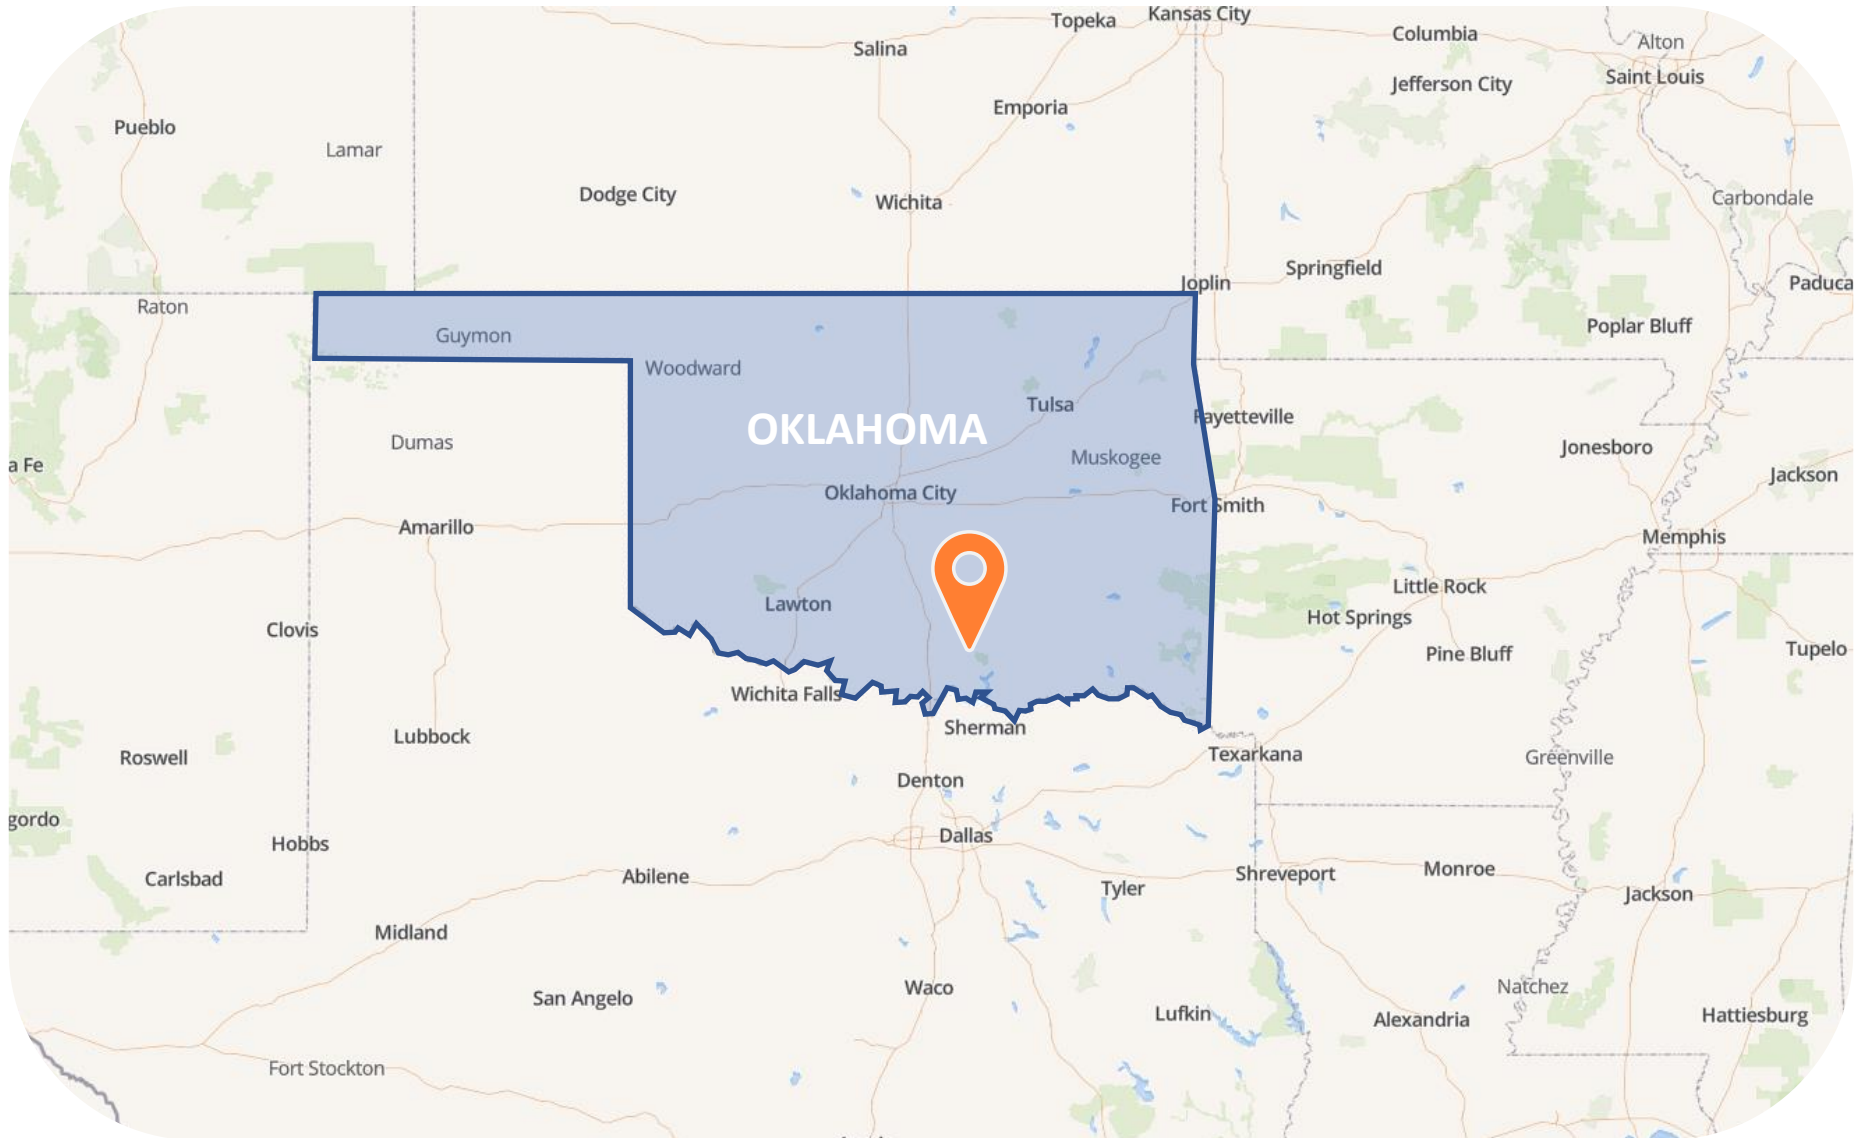 Topeka
Kansas City
Columbia
Alton
Salina
Saint Louis
Jefferson City
Emporia
Pueblo
Lamar
Dodge City
Wichita
Carbondale
Springfield
Joplin
Paduca
Raton
Guymon
Poplar Bluff
Woodward
Tulsa
Fayetteville
OKLAHOMA
Dumas
Jonesboro
Muskogee
a Fe
Jackson
Oklahoma City
Fort Smith
Amarillo
Memphis
Little Rock
Lawton
Hot Springs
Clovis
Tupelo
Pine Bluff
Wichita Falls
Sherman
Lubbock
Texarkana
Roswell
Greenville
Denton
gordo
Dallas
Hobbs
Monroe
Shreveport
Abilene
Carlsbad
Tyler
Jackson
Midland
Natchez
Waco
San Angelo
Lufkin
Alexandria
Hattiesburg
Fort Stockton